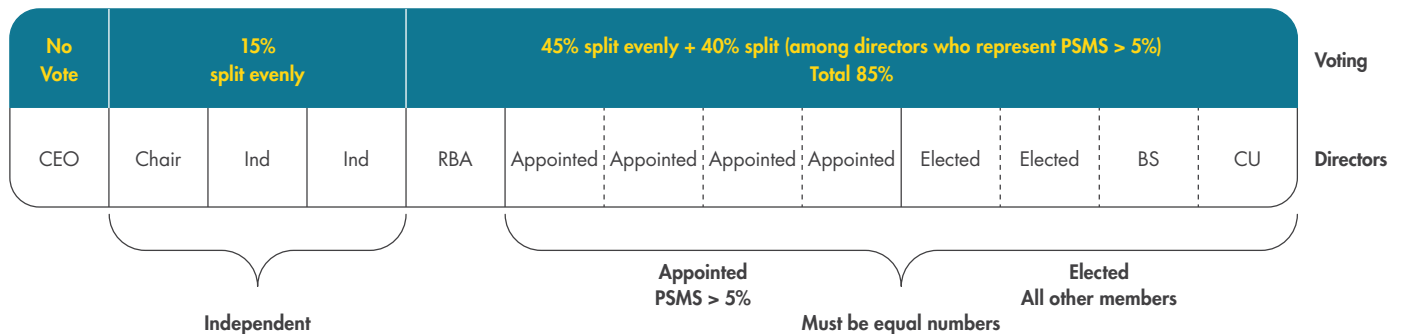 No
Vote
15%
split evenly
45% split evenly + 40% split (among directors who represent PSMS > 5%)
Total 85%
Voting
CEO
Chair
Ind
Ind
RBA
Appointed
Appointed
Appointed
Appointed
Elected
Elected
BS
CU
Directors
Appointed
PSMS > 5%
Elected
All other members
Independent
Must be equal numbers